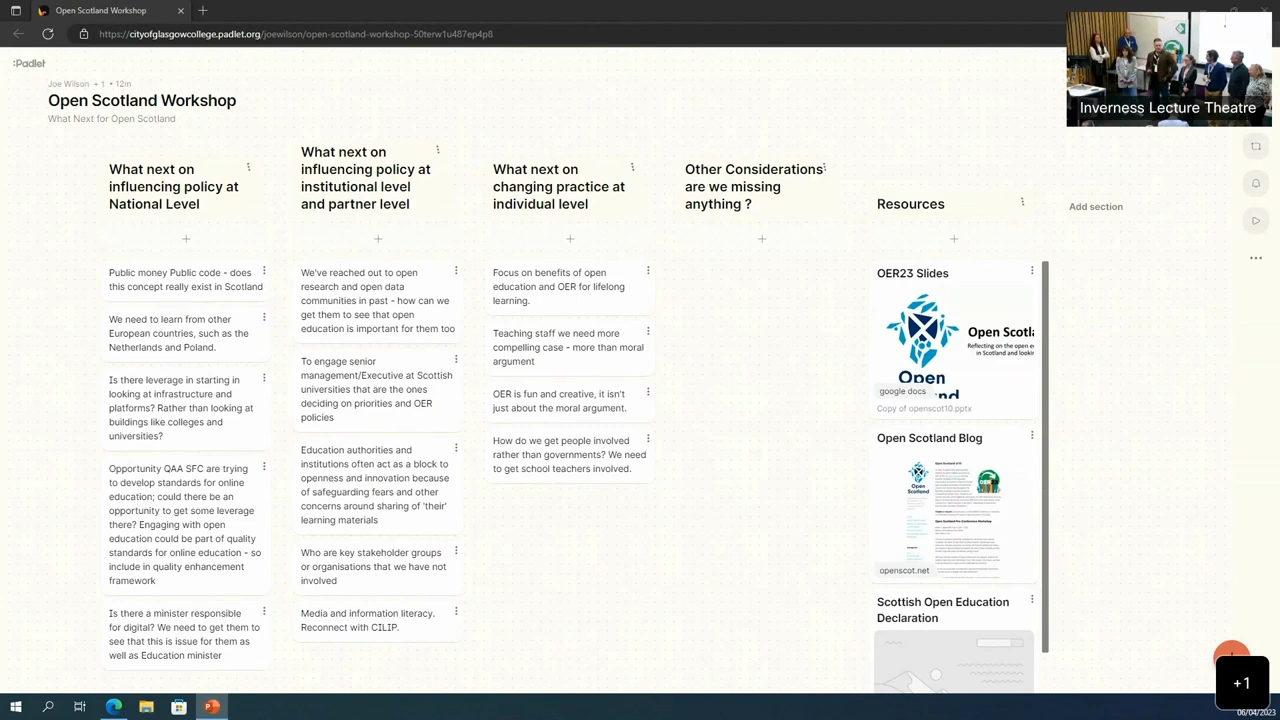 Open Scotland Workshop
https://cityofglasgowcollege.padlet.org/joewilson/open-scotland-workshop-50terw1u487ep4p8
:Padlet
Joe Wilson + 1 • 12m
Open Scotland Workshop
What Next for Open Scotland
What next on
influencing policy at
National Level
Public money Public code - does
this concept really exist in Scotland
We need to learn from other
European countries, such as the
Netherlands and Poland.
Is there leverage in starting in
looking at infrastructure and
platforms? Rather than looking at
buildings like colleges and
universities?
Opportunity QAA SFC are trying
to develop standards for online
education; could there be an
opportunity to get some leverage
there? Engaging with open
education could be part of quality
standards for online education and
include in quality enhancement
framework
Is there a minister responsible
for digital? We need to get them to
see that this is issue for them as
well as Education minister
What next on
influencing policy at
institutional level
and partner level
We've reached out to open
research and open data
communities in past - how can we
get them to see that open
education is important for them too
To engage senior
management/Executive at Scottish
universities that are the ones
deciding on priorities and OER
policies
Education authorities and
institutions often act as a block to
openness and innovation because
of safeguarding fears and other
concerns around sharing of 'their'
learning materials
Who are key stakeholder groups
or organisations that we have not
involved
Media and information literacy.
Reconnect with CILIP.
What next on
changing practice at
individual level
Focus on benefits of open
education and OER for lifelong
learning.
Teaching staff we need more
compelling case - more than moral
argument
OER is fun and creative, it isn't
just about the moral argument.
How do we get people involved
rather than governments? We need
to get school teachers involved.
Other Considerations
are we missing
anything ?
Resources
OER23 Slides
Open Scotla
Reflecting on the open e
in Scotland and lookin
Open
nd
google docs
Copy of openscot10.pptx
Open Scotland Blog
openscot.net
Scottish Open Education
Declaration
Add section
Inverness Lecture Theatre
+1
06/04/2023